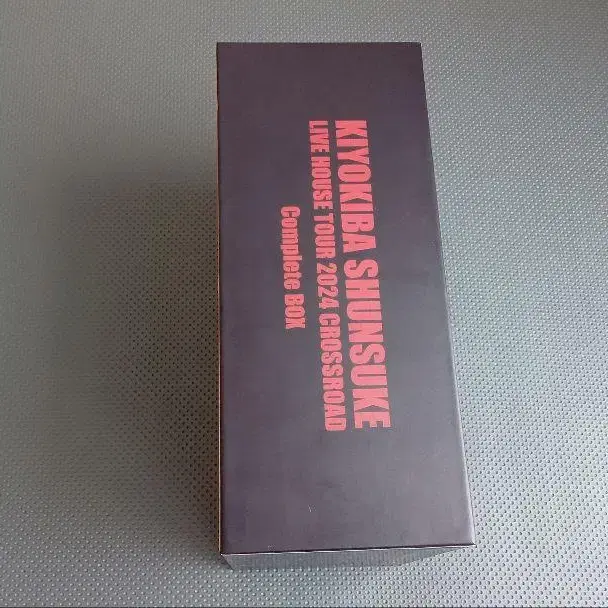 KIYOKIBA SHUNSUKE
LIVE HOUSE TOUR 2024 CROSSROAD
Complete BOX